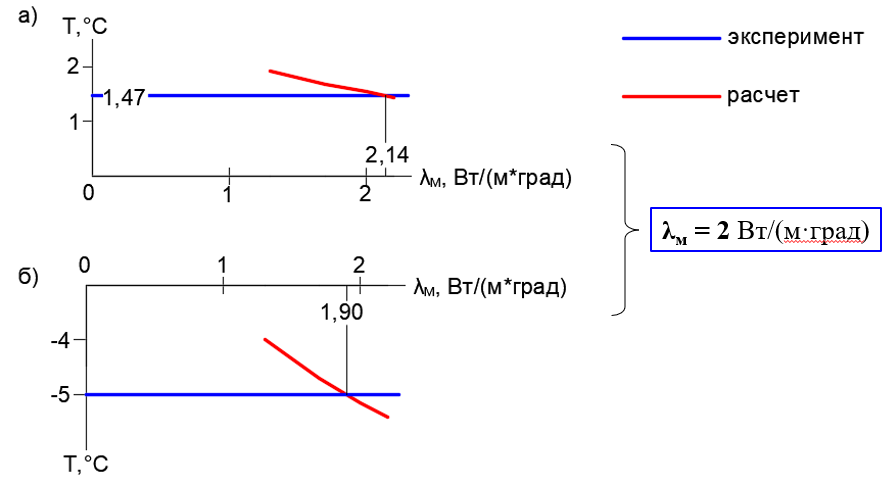 а)
T,°C
2
1,47
1
2,14
0
1
2
λм, Вт/(м*град)
эксперимент
расчет
λм = 2 Вт/(м·град)
б)
0
1
2
λм, Вт/(м*град)
1,90
-4
-5
T,°C